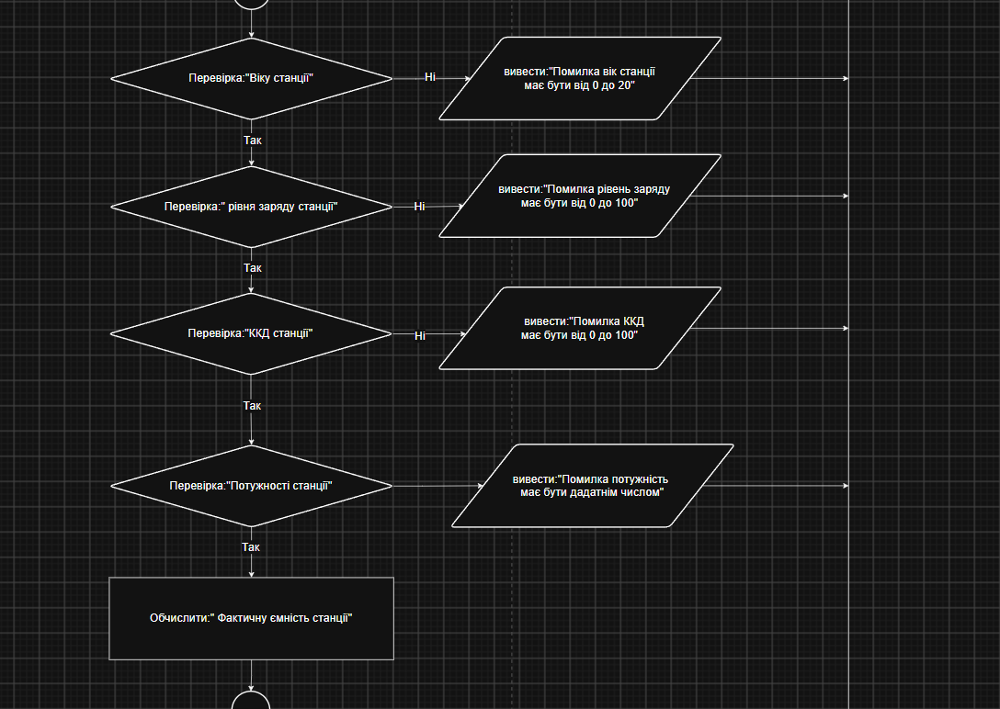 Перевірка:"Віку станції"
Ні
вивести:"Помилка вік станції
має бути від 0 до 20"
Так
Перевірка:" рівня заряду станції"
Ні
вивести:"Помилка рівень заряду
має бути від 0 до 100"
Так
Перевірка:"ККД станції"
Ні
вивести:"Помилка ККД
має бути від 0 до 100"
Так
Перевірка:"Потужності станції"
вивести:"Помилка потужність
має бути дадатнім числом"
Так
Обчислити:" Фактичну ємність станції"